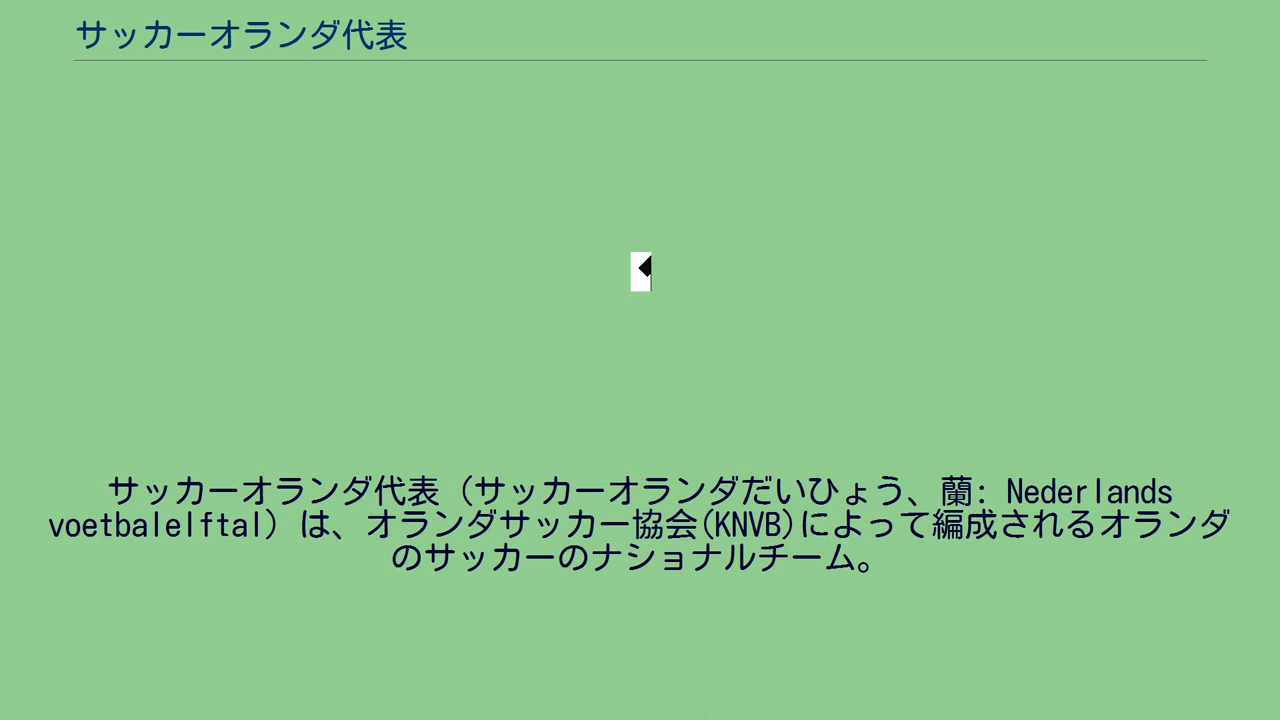 サッカーオランダ代表
サッカーオランダ代表（サッカーオランダだいひょう、蘭: Nederlands
voetbalelftal）は、オランダサッカー協会(KNVB)によって編成されるオランダ
のサッカーのナショナルチーム。